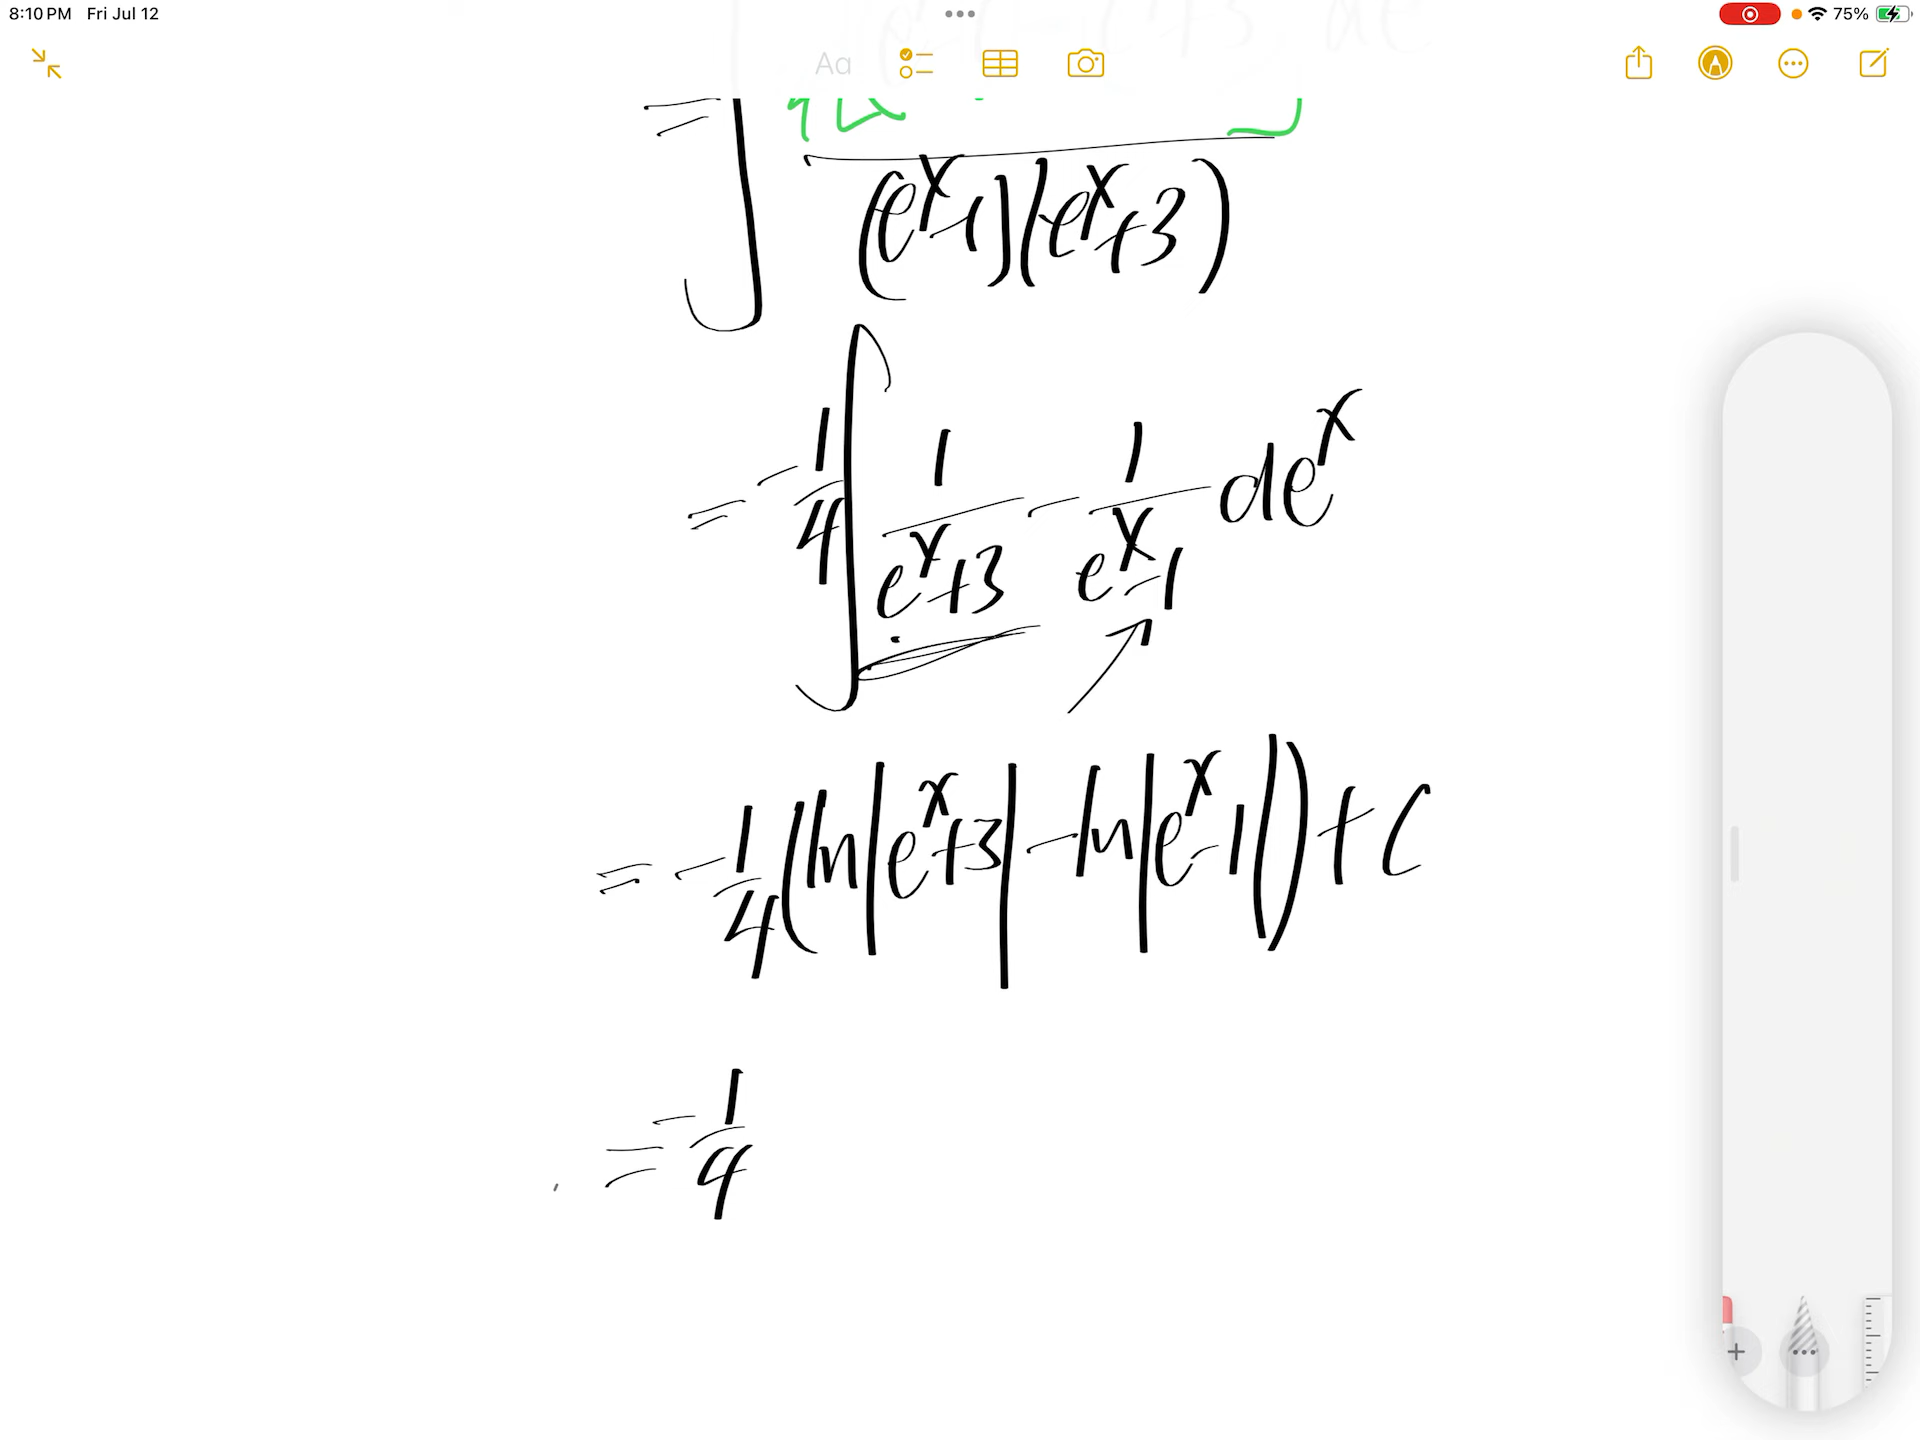 8:10 PM Fri Jul 12 75%
Aa
= ∫ / (e^x-1)(e^x+3)
= -1/4 ∫ 1/(e^x+3) - 1/(e^x-1) de^x
= -1/4 (ln|e^x+3| - ln|e^x-1|) + C
= -1/4